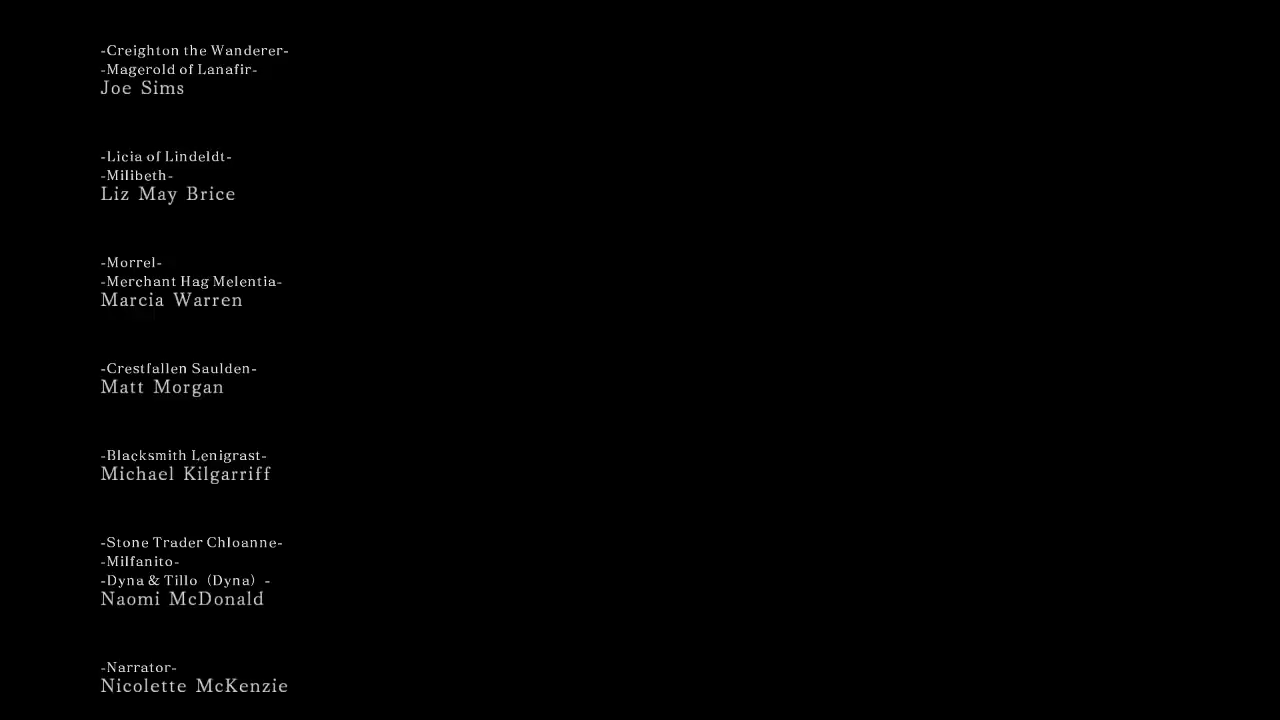 -Creighton the Wanderer-
-Magerold of Lanafir-
Joe Sims
-Licia of Lindeldt-
-Milibeth-
Liz May Brice
-Morrel-
-Merchant Hag Melentia-
Marcia Warren
-Crestfallen Saulden-
Matt Morgan
-Blacksmith Lenigrast-
Michael Kilgarriff
-Stone Trader Chloanne-
-Milfanito-
-Dyna & Tillo（Dyna）-
Naomi McDonald
-Narrator-
Nicolette McKenzie